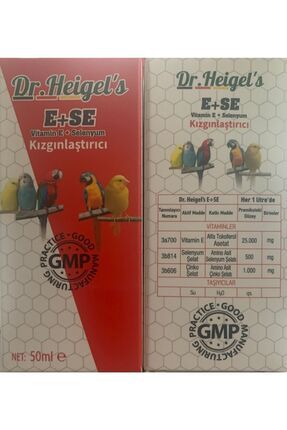 Dr.Heigel's
E+SE
Vitamin E + Selenyum
Kızgınlaştırıcı
GOOD MANUFACTURING PRACTICE
GMP
NET: 50ml ℮
Dr.Heigel's
E+SE
Vitamin E + Selenyum
Kızgınlaştırıcı
Dr. Heigel's E+SE Her 1 Litre'de
Tanımlayıcı Numara Aktif Madde Katkı Madde Premiksteki Düzey Birimler
VİTAMİNLER
3a700 Vitamin E Alfa Tokoferol Asetat 25.000 mg
3b814 Selenyum Şelat Amino Asit Selenyum Şelatı 500 mg
3b606 Çinko Şelat Amino Asit Çinko Şelatı 1.000 mg
TAŞIYICILAR
Su H₂O qs.
GOOD MANUFACTURING PRACTICE
GMP